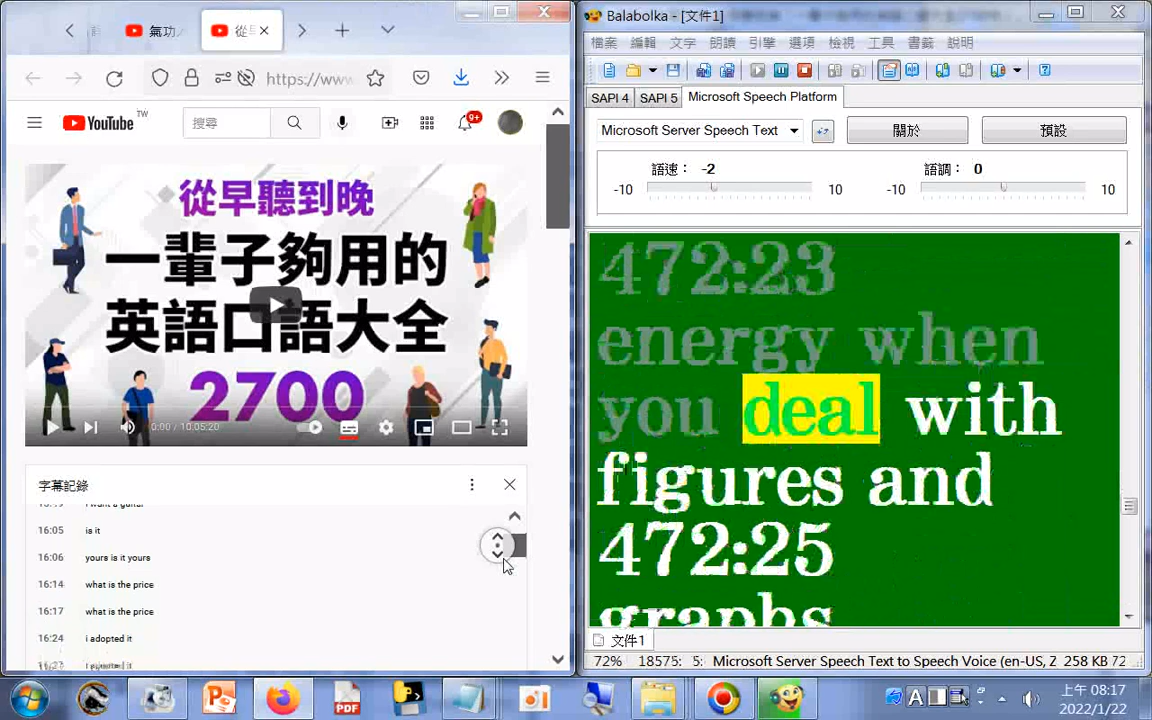 氣功
從
https://www
YouTube TW
搜尋
9+
從早聽到晚
一輩子夠用的
英語口語大全
2700
0:00 / 10:05:20
字幕記錄
16:05 is it
16:06 yours is it yours
16:14 what is the price
16:17 what is the price
16:24 i adopted it
Balabolka - [文件1]
檔案 編輯 文字 朗讀 引擎 選項 檢視 工具 書籤 說明
SAPI 4 SAPI 5 Microsoft Speech Platform
Microsoft Server Speech Text 關於 預設
語速： -2 語調： 0
-10 10 -10 10
472:23
energy when
you deal with
figures and
472:25
graphs
文件1
72% 18575: 5: Microsoft Server Speech Text to Speech Voice (en-US, Z 258 KB 72
PDF
A
上午 08:17
2022/1/22